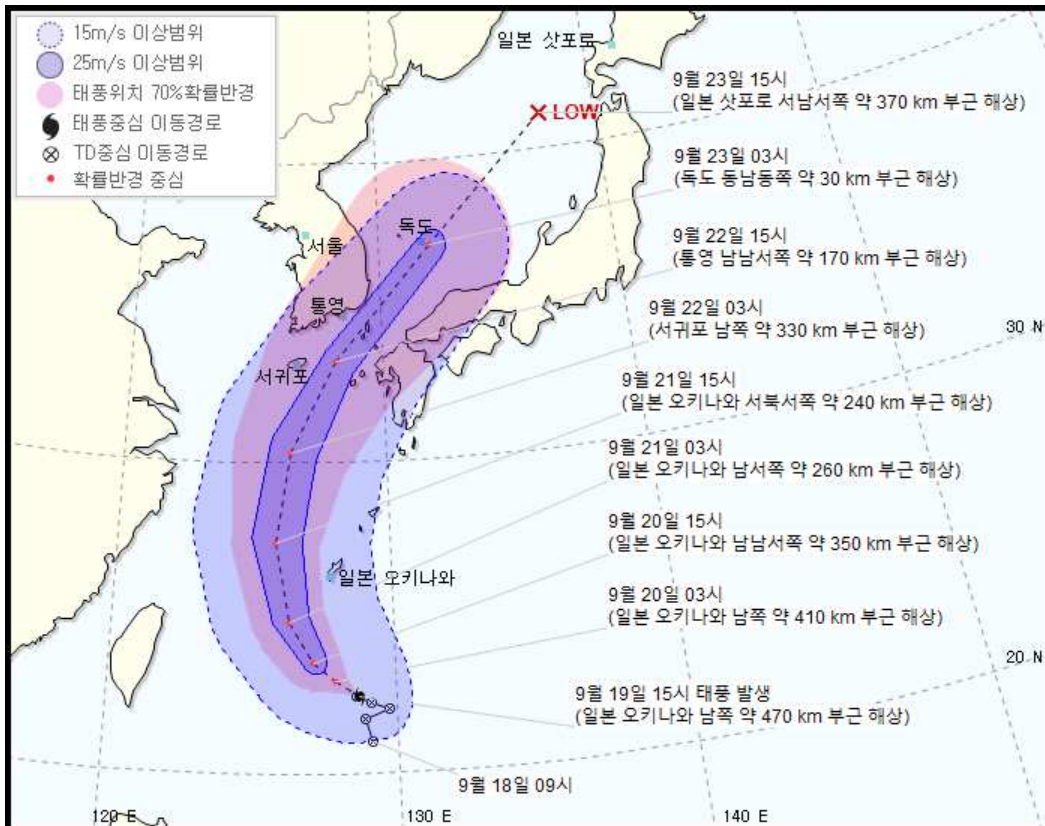 15m/s 이상범위
25m/s 이상범위
태풍위치 70%확률반경
태풍중심 이동경로
TD중심 이동경로
확률반경 중심
일본 삿포로
LOW
9월 23일 15시
(일본 삿포로 서남서쪽 약 370 km 부근 해상)
9월 23일 03시
(독도 동남동쪽 약 30 km 부근 해상)
독도
서울
9월 22일 15시
(통영 남남서쪽 약 170 km 부근 해상)
통영
9월 22일 03시
(서귀포 남쪽 약 330 km 부근 해상)
30 N
서귀포
9월 21일 15시
(일본 오키나와 서북서쪽 약 240 km 부근 해상)
9월 21일 03시
(일본 오키나와 남서쪽 약 260 km 부근 해상)
9월 20일 15시
(일본 오키나와 남남서쪽 약 350 km 부근 해상)
일본 오키나와
9월 20일 03시
(일본 오키나와 남쪽 약 410 km 부근 해상)
20 N
9월 19일 15시 태풍 발생
(일본 오키나와 남쪽 약 470 km 부근 해상)
9월 18일 09시
120 E
130 E
140 E